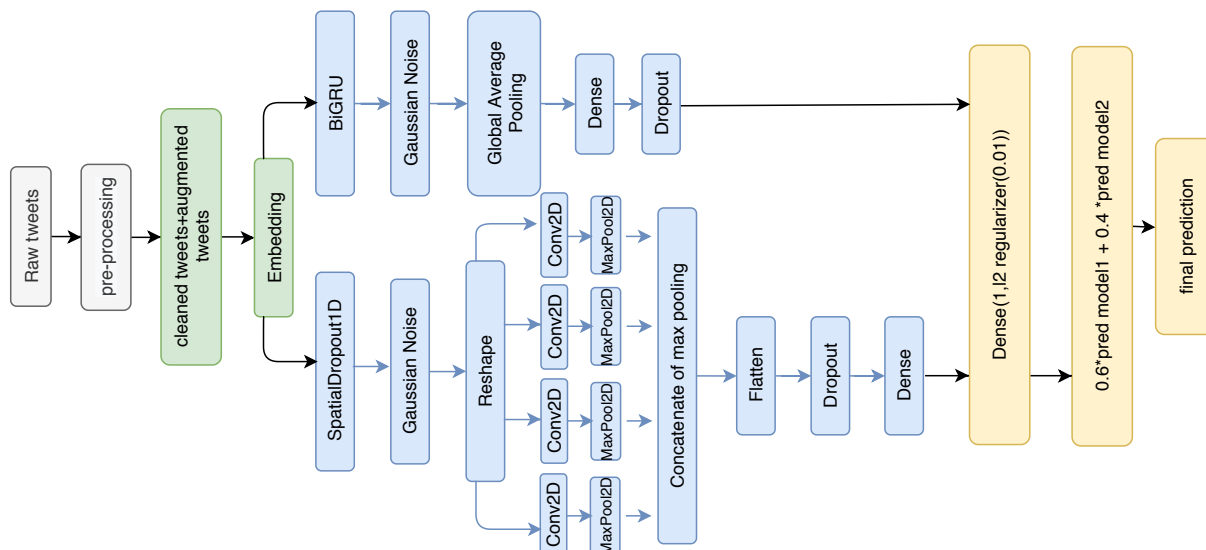 Raw tweets
pre-processing
cleaned tweets+augmented
tweets
Embedding
BiGRU
Gaussian Noise
Global Average
Pooling
Dense
Dropout
SpatialDropout1D
Gaussian Noise
Reshape
Conv2D
MaxPool2D
Conv2D
MaxPool2D
Conv2D
MaxPool2D
Conv2D
MaxPool2D
Concatenate of max pooling
Flatten
Dropout
Dense
Dense(1,l2 regularizer(0.01))
0.6*pred model1 + 0.4 *pred model2
final prediction